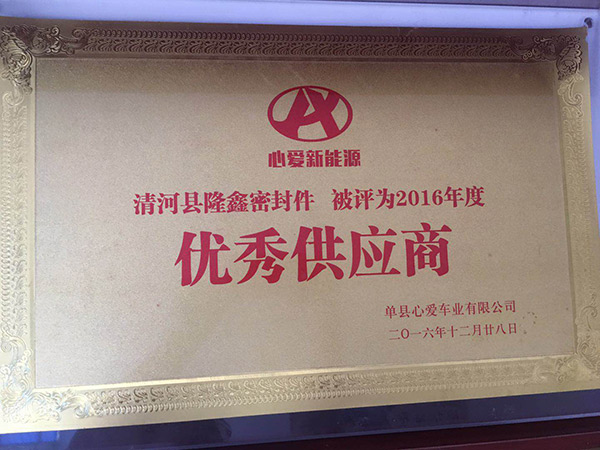 心爱新能源
清河县隆鑫密封件 被评为2016年度
优秀供应商
单县心爱车业有限公司
二〇一六年十二月廿八日